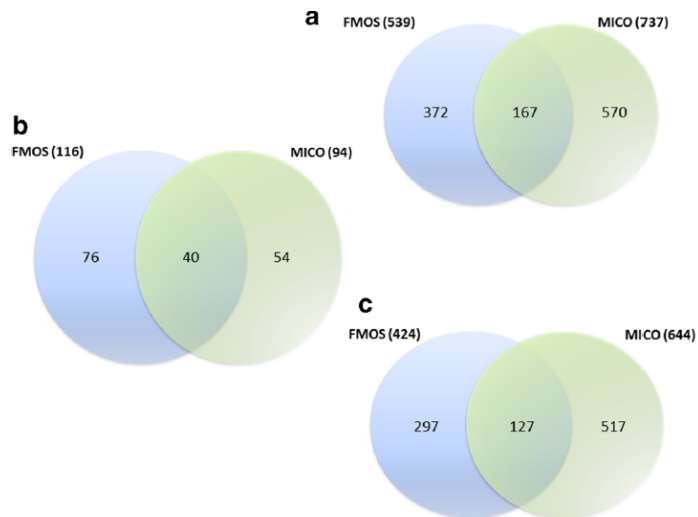 a
FMOS (539)
MICO (737)
372
167
570
b
FMOS (116)
MICO (94)
76
40
54
c
FMOS (424)
MICO (644)
297
127
517